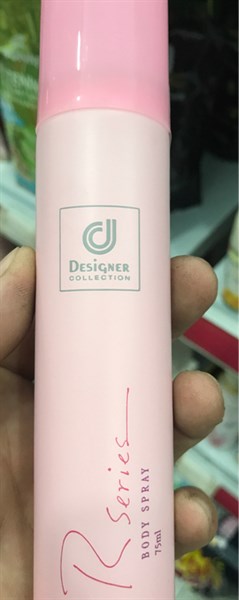 DESIGNER
COLLECTION
R series
BODY SPRAY
75ml